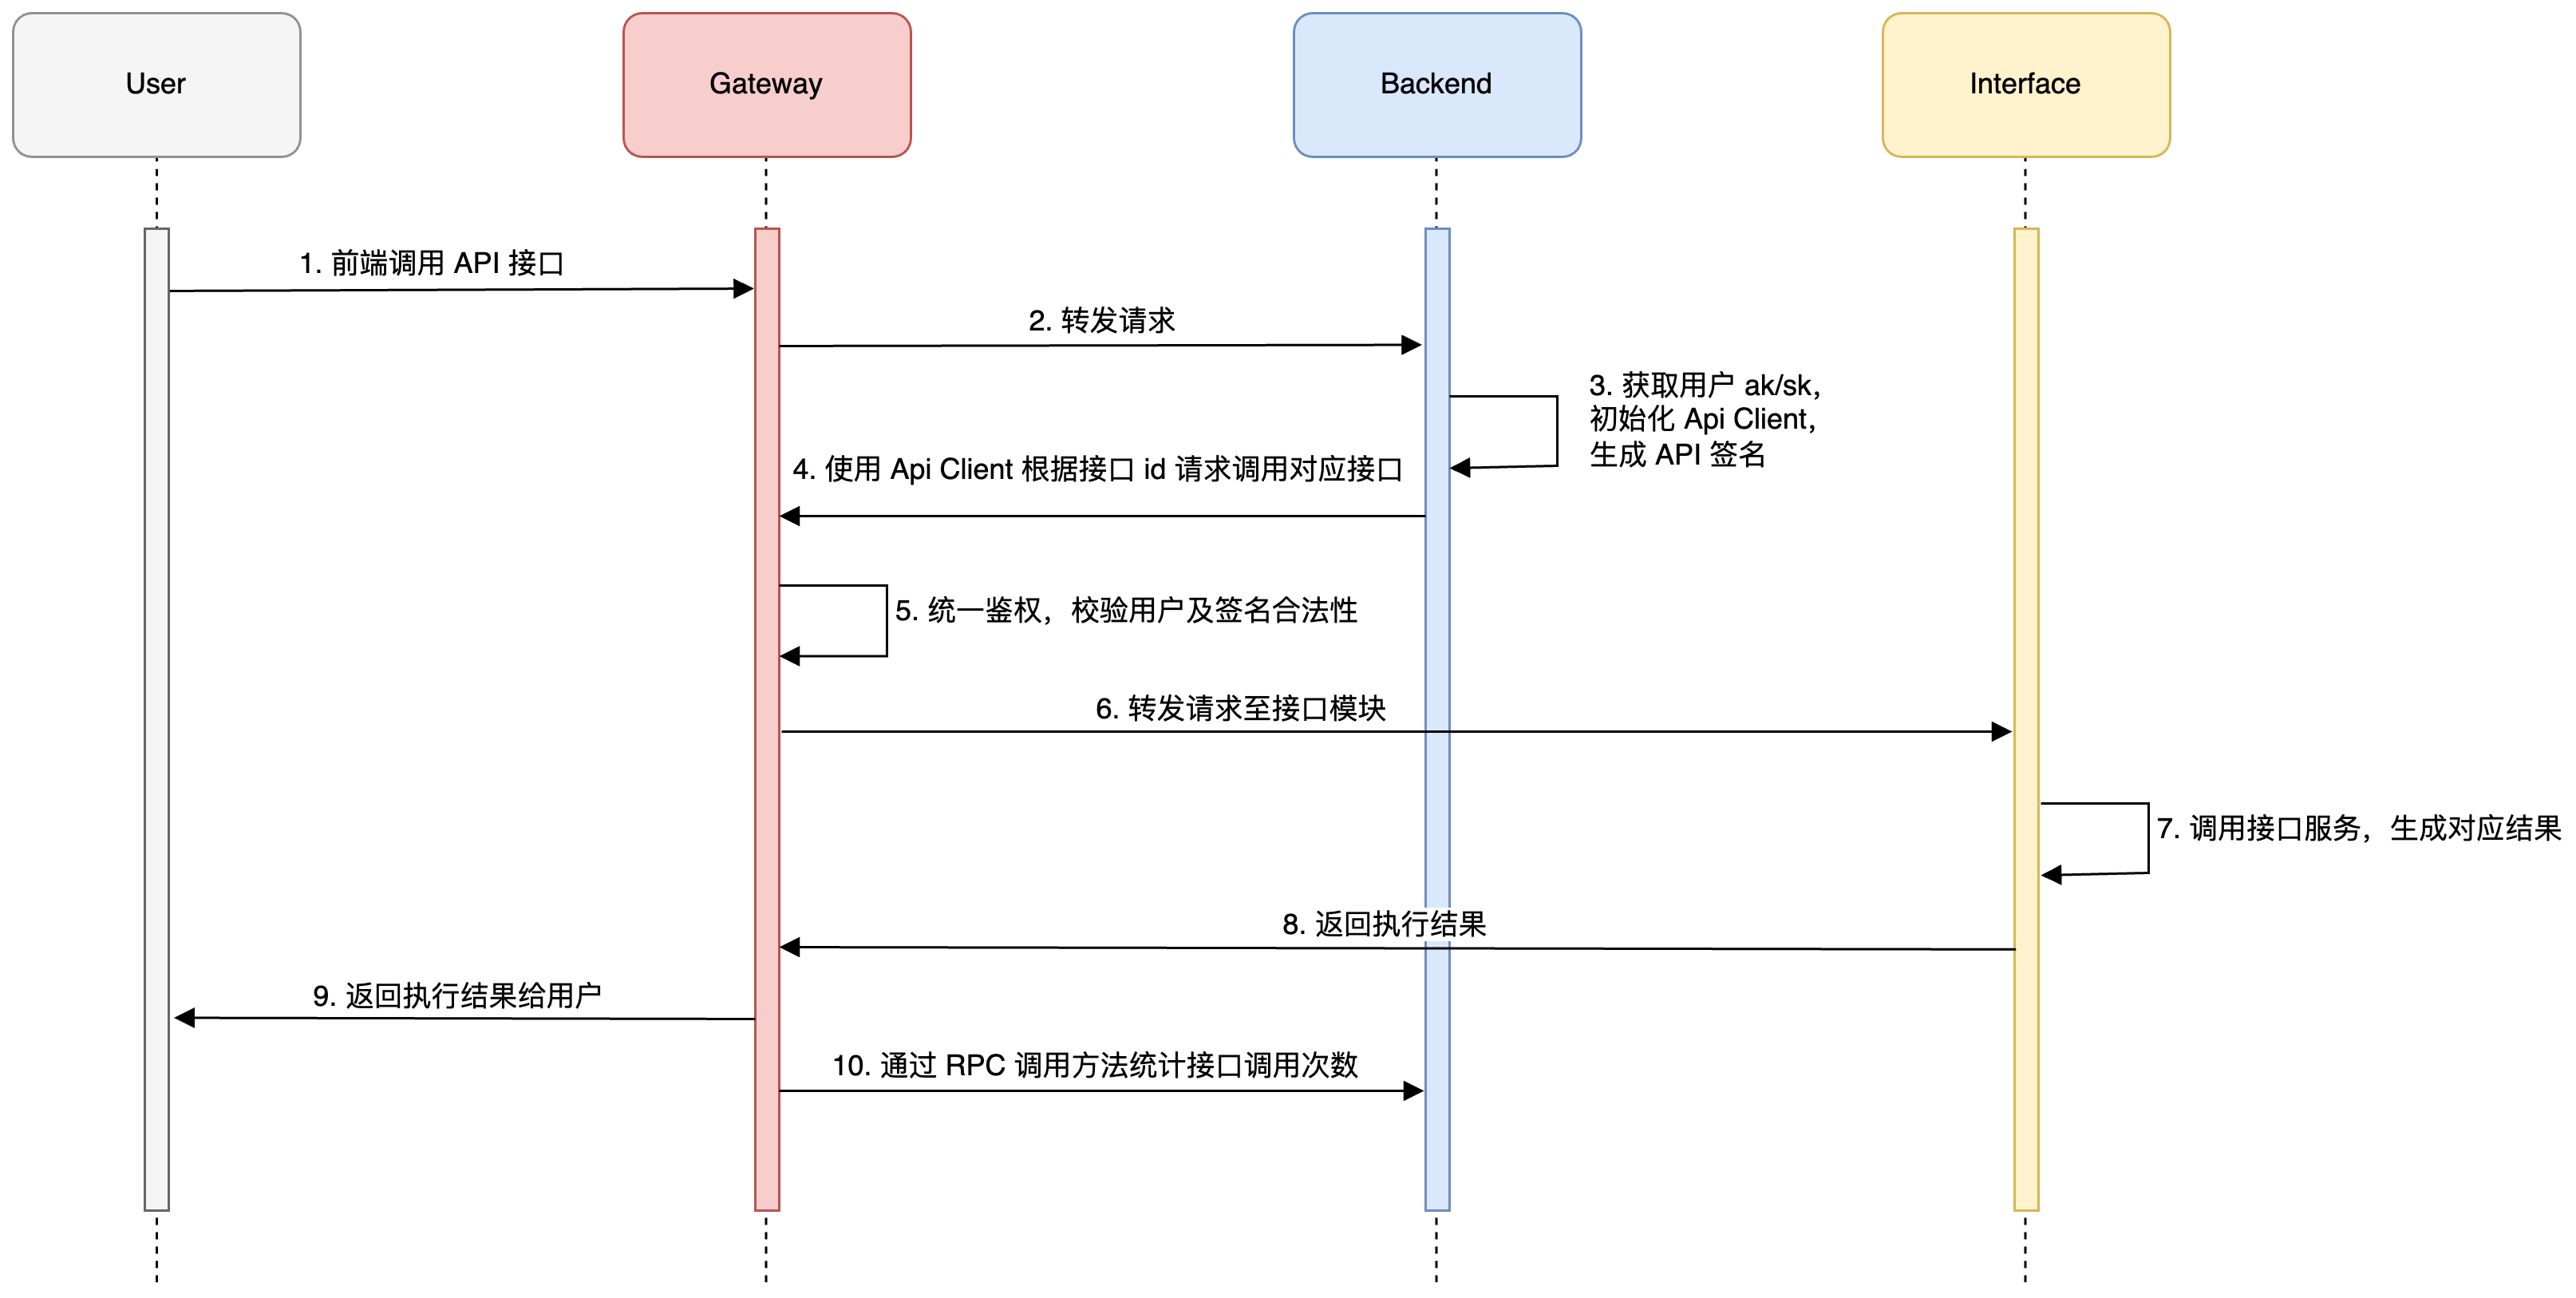 User
Gateway
Backend
Interface
1. 前端调用 API 接口
2. 转发请求
3. 获取用户 ak/sk，
初始化 Api Client，
生成 API 签名
4. 使用 Api Client 根据接口 id 请求调用对应接口
5. 统一鉴权，校验用户及签名合法性
6. 转发请求至接口模块
7. 调用接口服务，生成对应结果
8. 返回执行结果
9. 返回执行结果给用户
10. 通过 RPC 调用方法统计接口调用次数